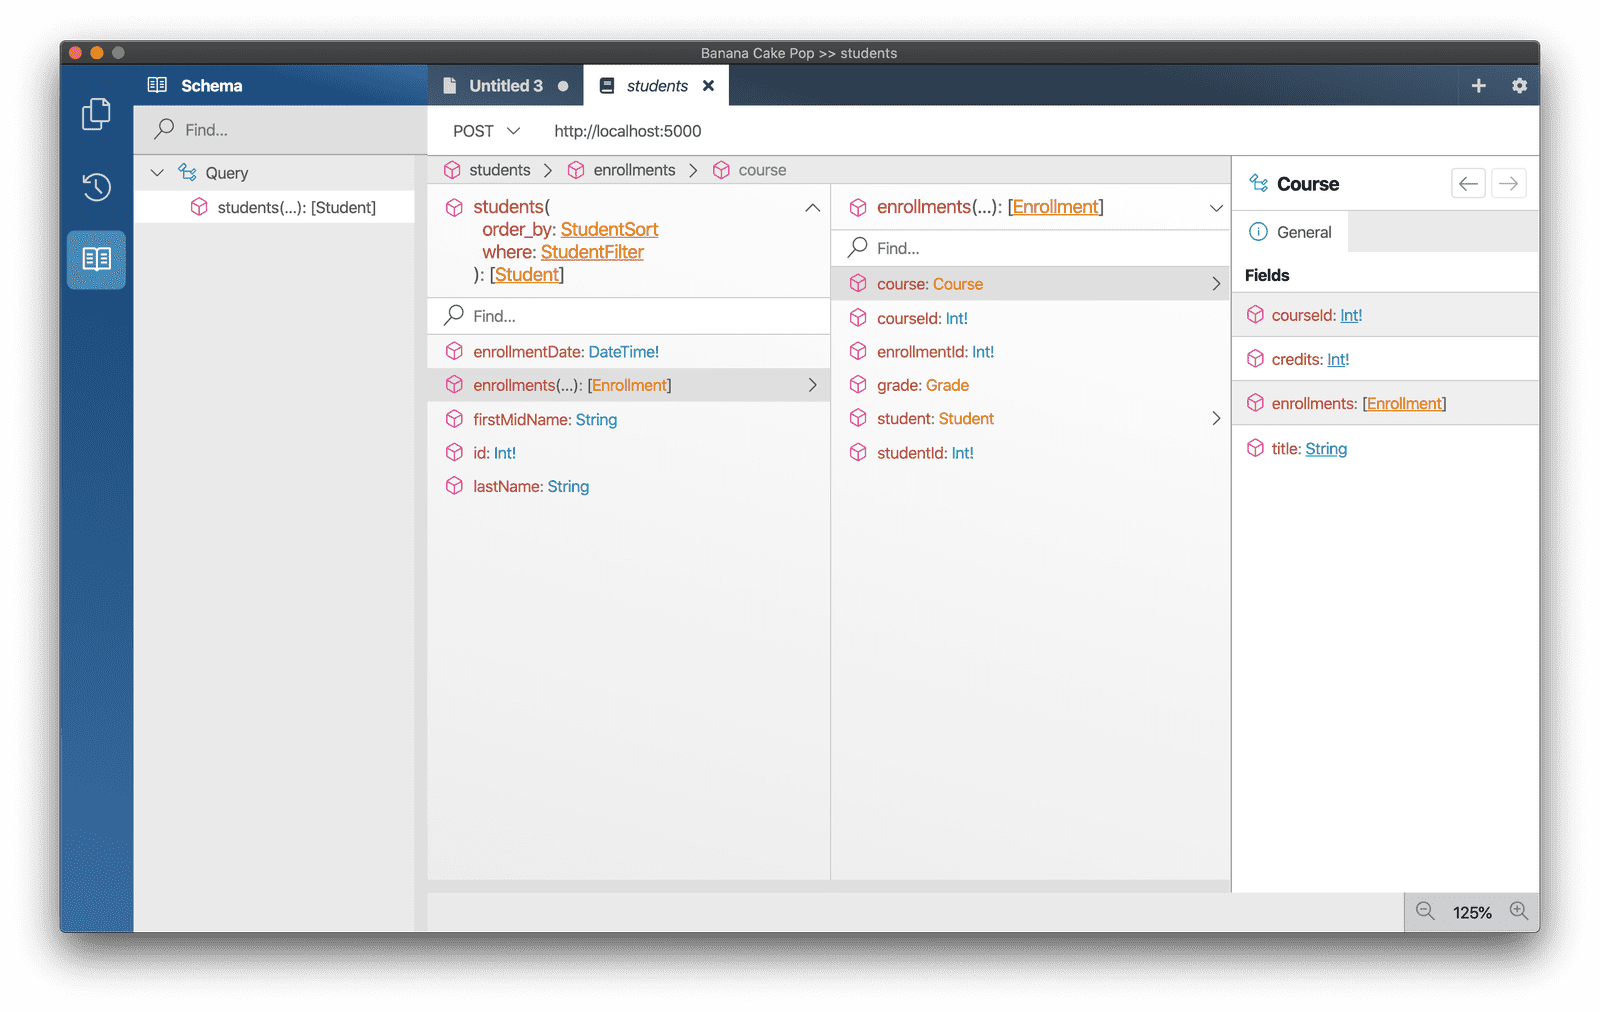 Banana Cake Pop >> students
Schema
Untitled 3
students
Find...
POST
http://localhost:5000
Query
students(...): [Student]
students
enrollments
course
students(
order_by: StudentSort
where: StudentFilter
): [Student]
Find...
enrollmentDate: DateTime!
enrollments(...): [Enrollment]
firstMidName: String
id: Int!
lastName: String
enrollments(...): [Enrollment]
Find...
course: Course
courseId: Int!
enrollmentId: Int!
grade: Grade
student: Student
studentId: Int!
Course
General
Fields
courseId: Int!
credits: Int!
enrollments: [Enrollment]
title: String
125%